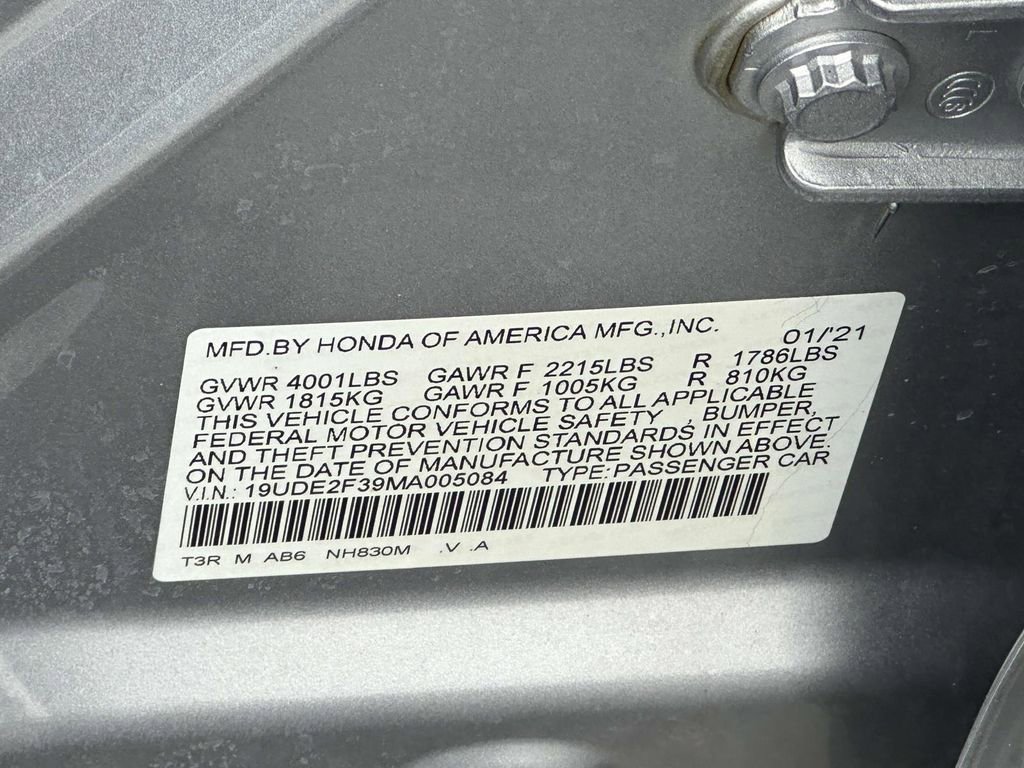 MFD.BY HONDA OF AMERICA MFG.,INC. 01/'21
GVWR 4001LBS GAWR F 2215LBS R 1786LBS
GVWR 1815KG GAWR F 1005KG R 810KG
THIS VEHICLE CONFORMS TO ALL APPLICABLE
FEDERAL MOTOR VEHICLE SAFETY , BUMPER,
AND THEFT PREVENTION STANDARDS IN EFFECT
ON THE DATE OF MANUFACTURE SHOWN ABOVE.
V.I.N.: 19UDE2F39MA005084 TYPE:PASSENGER CAR
T3R M AB6 NH830M .V .A